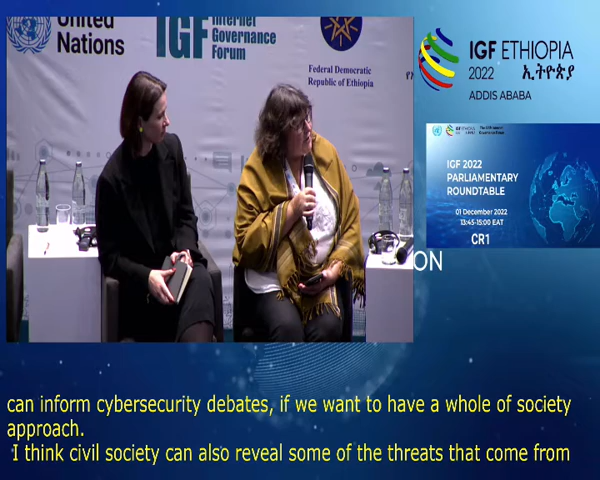 United
Nations
IGF
Internet
Governance
Forum
Federal Democratic
Republic of Ethiopia
IGF ETHIOPIA
2022 ኢትዮጵያ
ADDIS ABABA
IGF 2022
PARLIAMENTARY
ROUNDTABLE
01 December 2022
13:45-15:00 EAT
CR1
ON
can inform cybersecurity debates, if we want to have a whole of society
approach.
I think civil society can also reveal some of the threats that come from